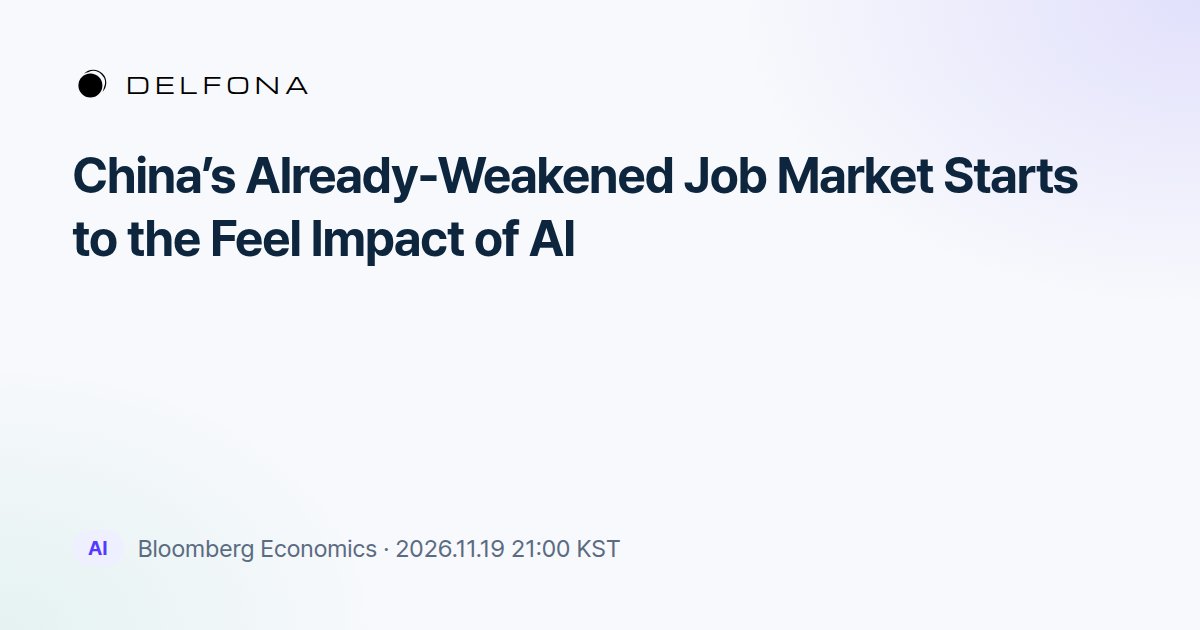 DELFONA
China’s Already-Weakened Job Market Starts
to the Feel Impact of AI
AI Bloomberg Economics · 2026.11.19 21:00 KST